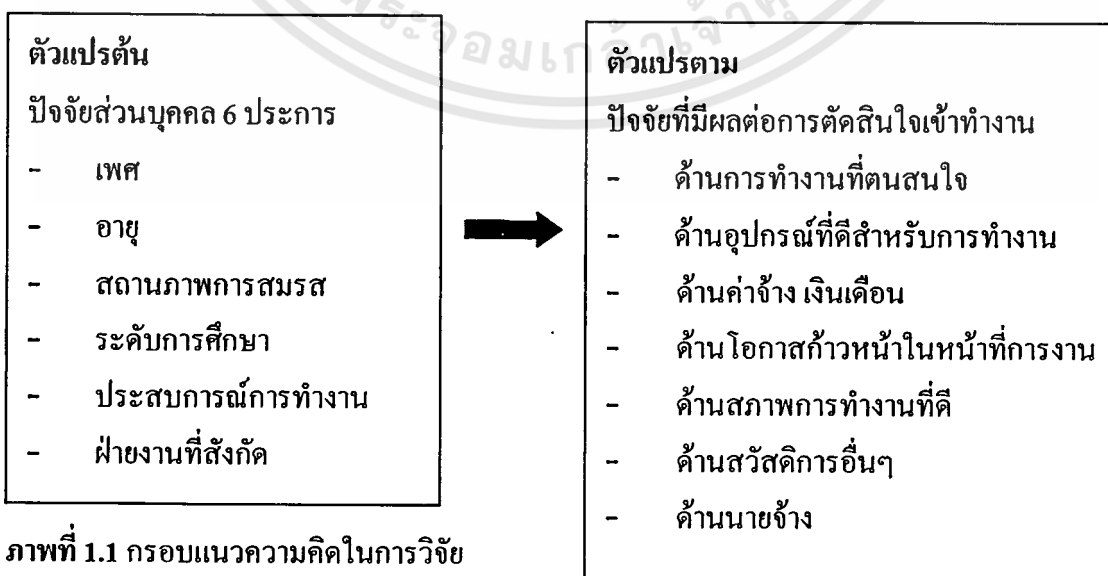 ระจอมเกล้าเจ้าคุ
ตัวแปรต้น
ปัจจัยส่วนบุคคล 6 ประการ
- เพศ
- อายุ
- สถานภาพการสมรส
- ระดับการศึกษา
- ประสบการณ์การทำงาน
- ฝ่ายงานที่สังกัด
ตัวแปรตาม
ปัจจัยที่มีผลต่อการตัดสินใจเข้าทำงาน
- ด้านการทำงานที่ตนสนใจ
- ด้านอุปกรณ์ที่ดีสำหรับการทำงาน
- ด้านค่าจ้าง เงินเดือน
- ด้านโอกาสก้าวหน้าในหน้าที่การงาน
- ด้านสภาพการทำงานที่ดี
- ด้านสวัสดิการอื่นๆ
- ด้านนายจ้าง
ภาพที่ 1.1 กรอบแนวความคิดในการวิจัย